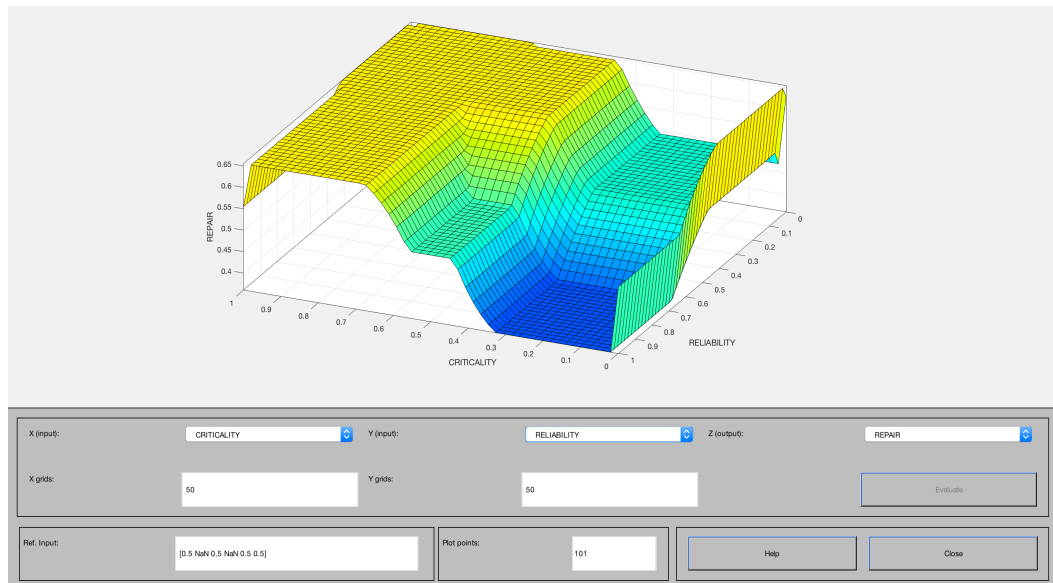 0.65
0.6
0.55
0.5
0.45
0.4
REPAIR
1
0.9
0.8
0.7
0.6
0.5
0.4
0.3
0.2
0.1
0
CRITICALITY
0
0.1
0.2
0.3
0.4
0.5
0.6
0.7
0.8
0.9
1
RELIABILITY
X (input):
CRITICALITY
Y (input):
RELIABILITY
Z (output):
REPAIR
X grids:
50
Y grids:
50
Evaluate
Ref. Input:
[0.5 NaN 0.5 NaN 0.5 0.5]
Plot points:
101
Help
Close